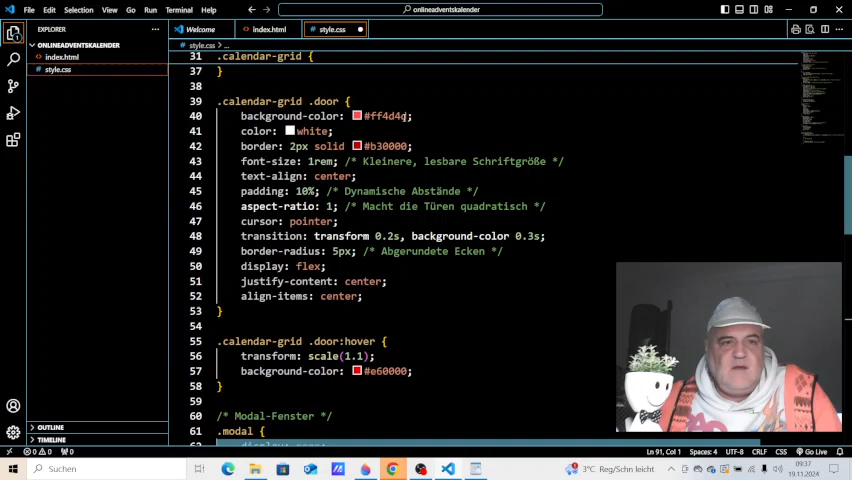 File Edit Selection View Go Run Terminal Help
onlineadventskalender
EXPLORER
Welcome
index.html
style.css
ONLINEADVENTSKALENDER
index.html
style.css
style.css > ...
31 .calendar-grid {
37 }
38
39 .calendar-grid .door {
40 background-color: #ff4d4d;
41 color: white;
42 border: 2px solid #b30000;
43 font-size: 1rem; /* Kleinere, lesbare Schriftgröße */
44 text-align: center;
45 padding: 10%; /* Dynamische Abstände */
46 aspect-ratio: 1; /* Macht die Türen quadratisch */
47 cursor: pointer;
48 transition: transform 0.2s, background-color 0.3s;
49 border-radius: 5px; /* Abgerundete Ecken */
50 display: flex;
51 justify-content: center;
52 align-items: center;
53 }
54
55 .calendar-grid .door:hover {
56 transform: scale(1.1);
57 background-color: #e60000;
58 }
59
60 /* Modal-Fenster */
61 .modal {
OUTLINE
TIMELINE
0 0 0 Ln 91, Col 1 Spaces: 4 UTF-8 CRLF CSS Go Live
Suchen
3°C Reg/Schn leicht
09:37
19.11.2024